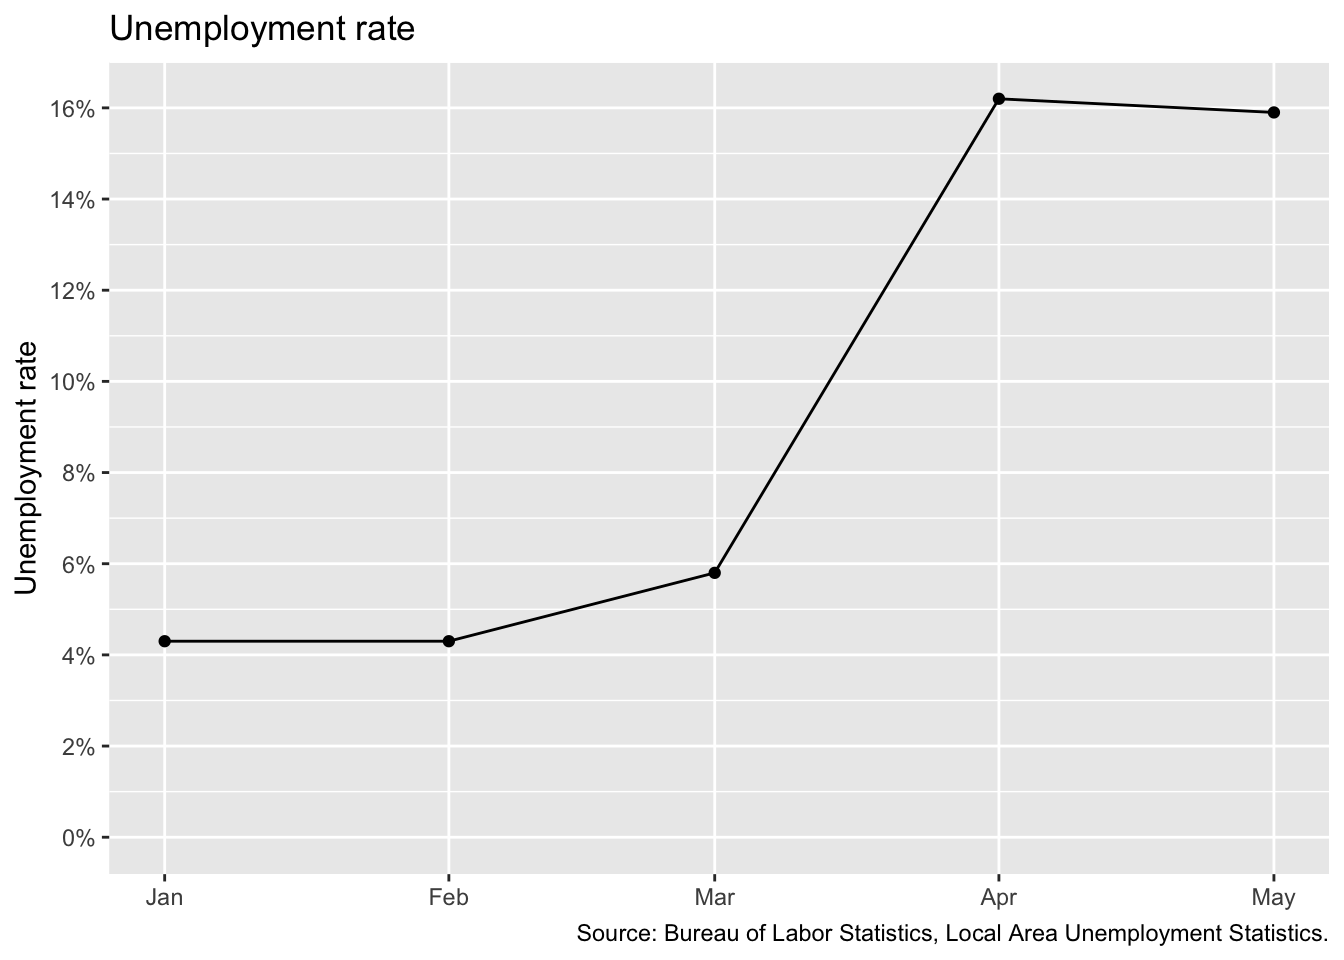 Unemployment rate
Unemployment rate
16%
14%
12%
10%
8%
6%
4%
2%
0%
Jan Feb Mar Apr May
Source: Bureau of Labor Statistics, Local Area Unemployment Statistics.